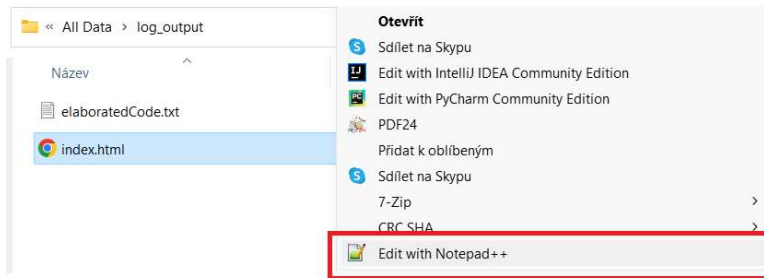 « All Data > log_output
Název
elaboratedCode.txt
index.html
Otevřít
Sdílet na Skypu
Edit with IntelliJ IDEA Community Edition
Edit with PyCharm Community Edition
PDF24
Přidat k oblíbeným
Sdílet na Skypu
7-Zip >
CRC SHA >
Edit with Notepad++